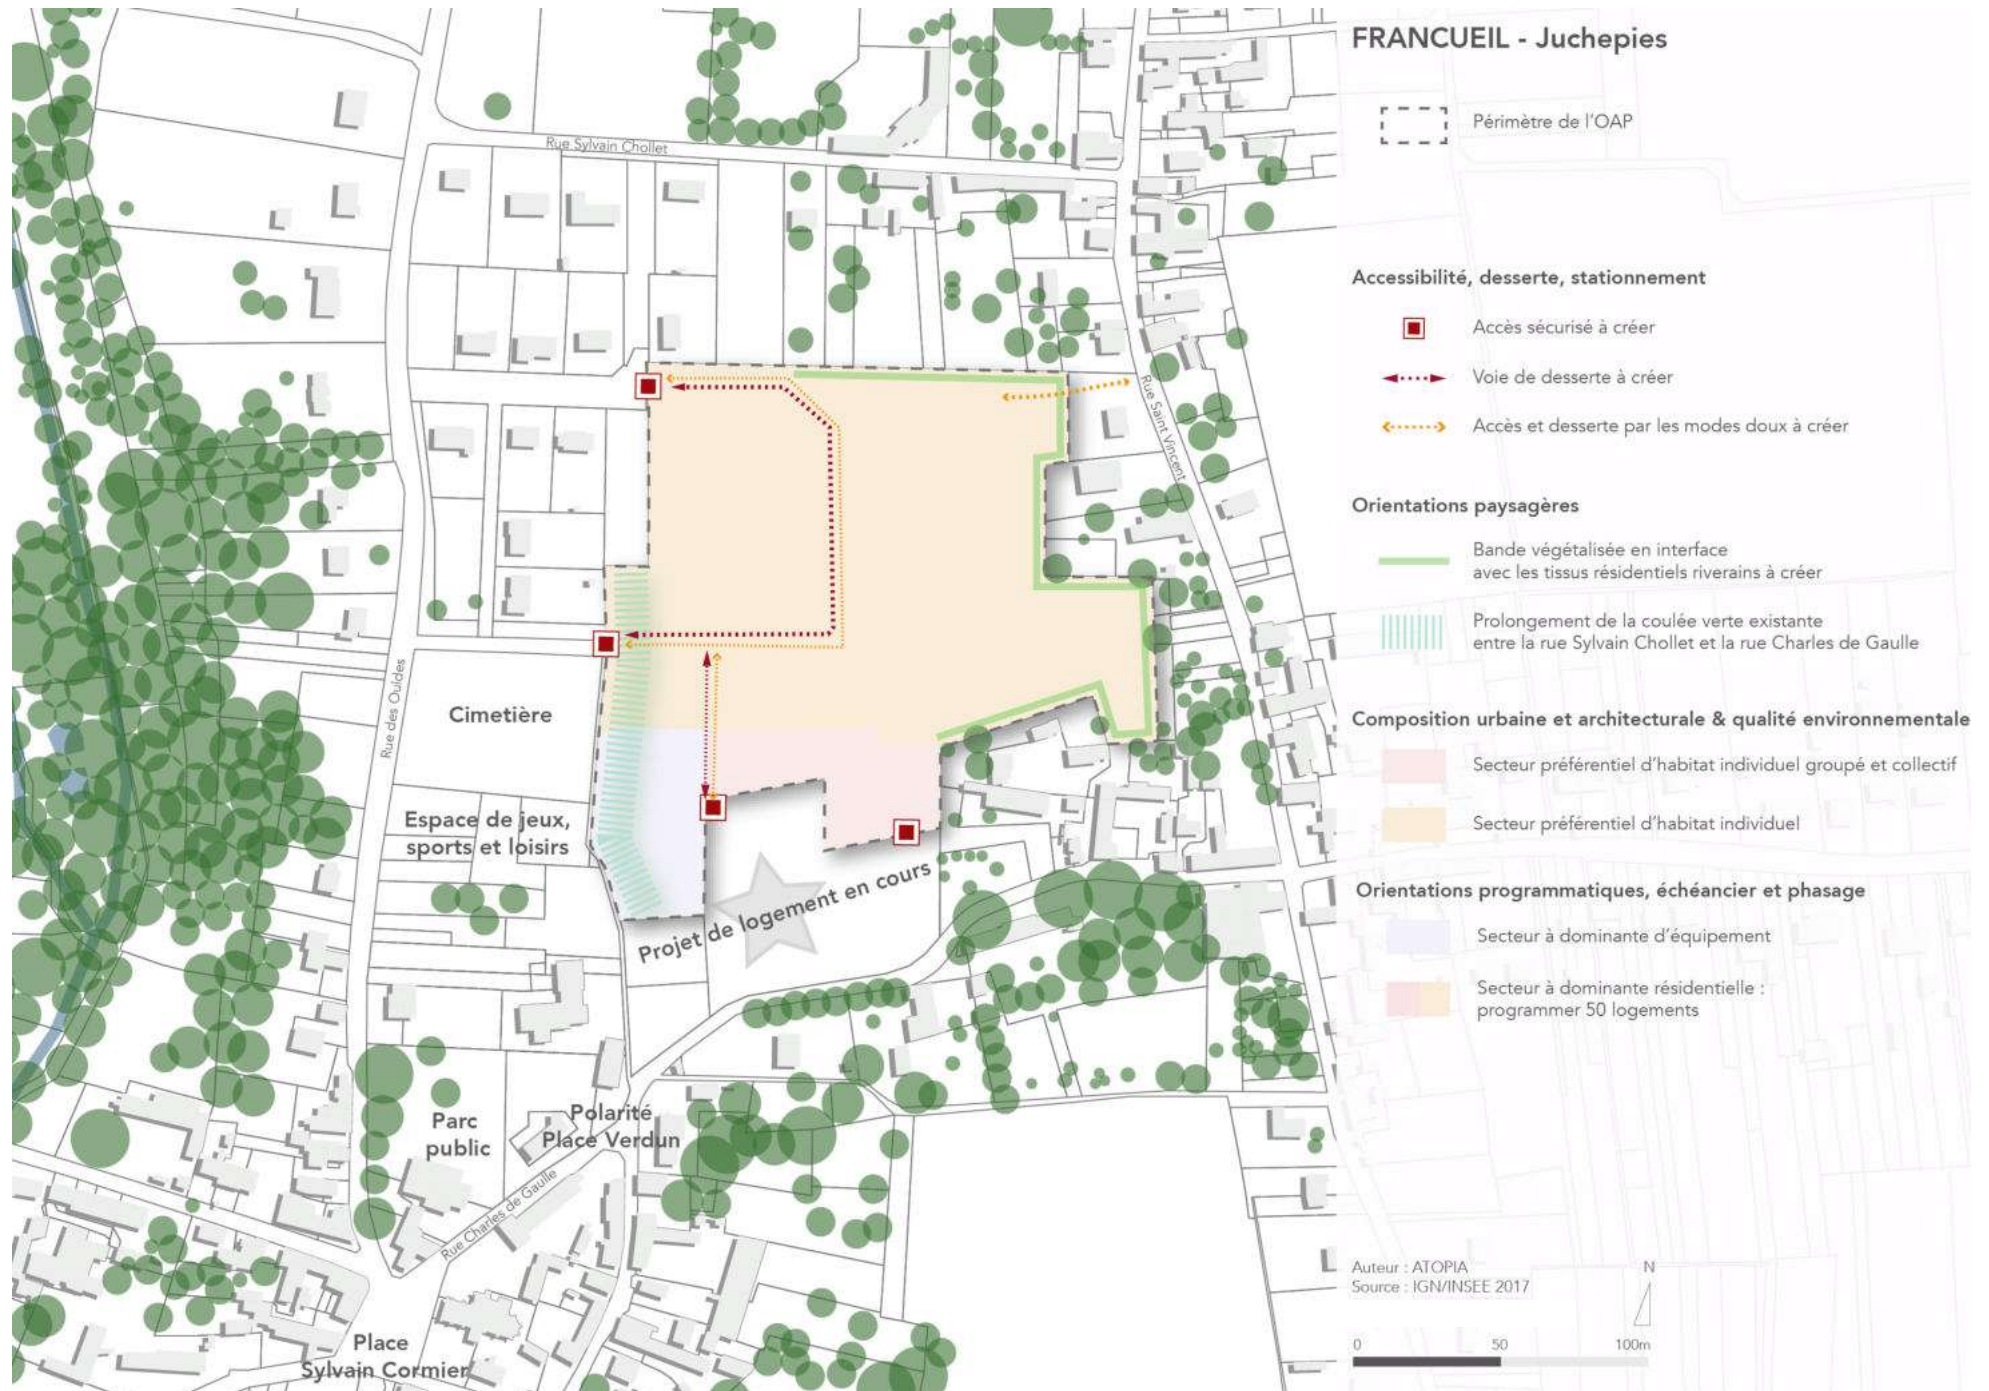 FRANCUEIL - Juchepies
Périmètre de l'OAP
Accessibilité, desserte, stationnement
Accès sécurisé à créer
Voie de desserte à créer
Accès et desserte par les modes doux à créer
Orientations paysagères
Bande végétalisée en interface
avec les tissus résidentiels riverains à créer
Prolongement de la coulée verte existante
entre la rue Sylvain Chollet et la rue Charles de Gaulle
Composition urbaine et architecturale & qualité environnementale
Secteur préférentiel d'habitat individuel groupé et collectif
Secteur préférentiel d'habitat individuel
Orientations programmatiques, échéancier et phasage
Secteur à dominante d'équipement
Secteur à dominante résidentielle :
programmer 50 logements
Auteur : ATOPIA
Source : IGN/INSEE 2017
N
0 50 100m
Rue Sylvain Chollet
Rue Saint Vincent
Rue des Ouldes
Cimetière
Espace de jeux,
sports et loisirs
Projet de logement en cours
Parc
public
Polarité
Place Verdun
Rue Charles de Gaulle
Place
Sylvain Cormier